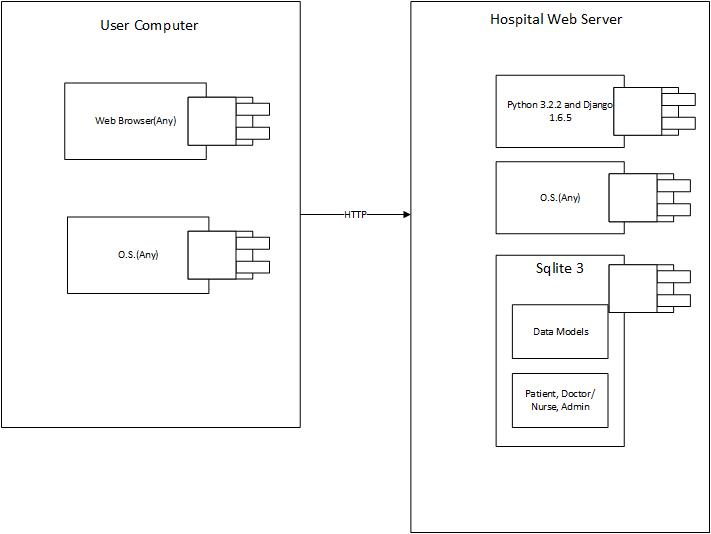 User Computer
Web Browser(Any)
O.S.(Any)
HTTP
Hospital Web Server
Python 3.2.2 and Django
1.6.5
O.S.(Any)
Sqlite 3
Data Models
Patient, Doctor/
Nurse, Admin